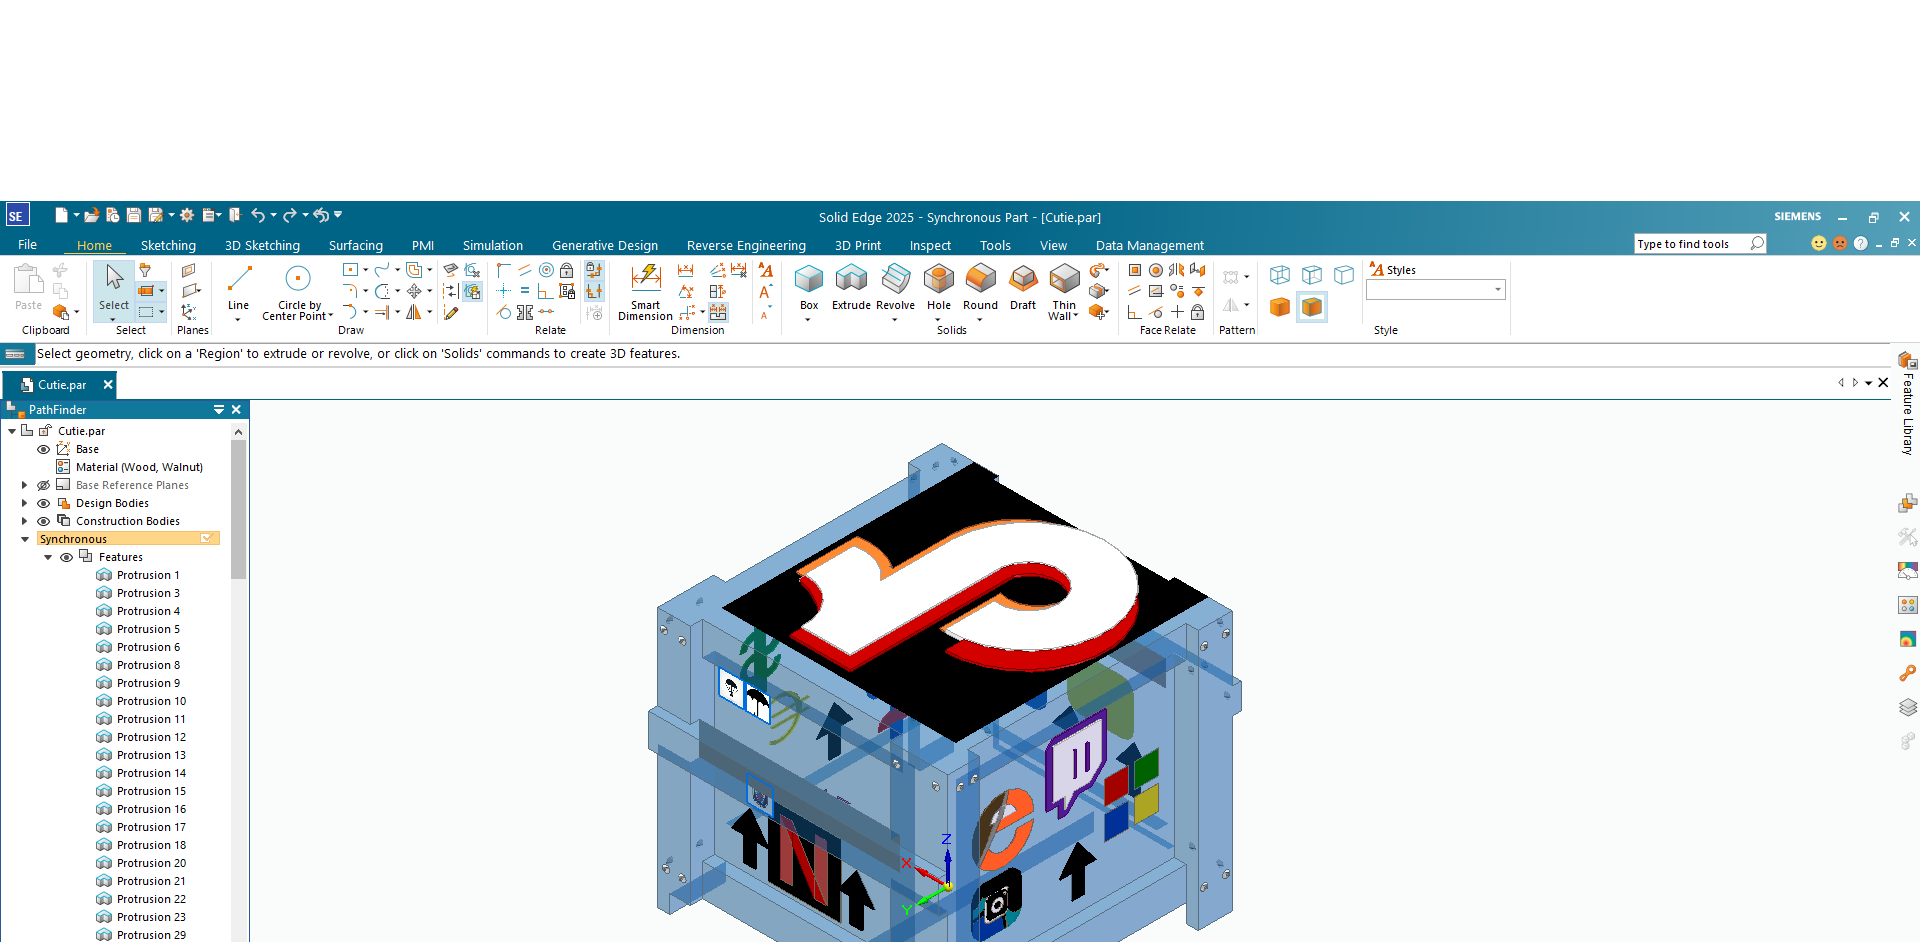 SE
Solid Edge 2025 - Synchronous Part - [Cutie.par]
SIEMENS
File Home Sketching 3D Sketching Surfacing PMI Simulation Generative Design Reverse Engineering 3D Print Inspect Tools View Data Management
Type to find tools
Paste
Clipboard
Select
Select
Planes
Line
Circle by
Center Point
Draw
Relate
Smart
Dimension
Dimension
Box
Extrude
Revolve
Hole
Round
Draft
Thin
Wall
Solids
Face Relate
Pattern
Styles
Style
Select geometry, click on a 'Region' to extrude or revolve, or click on 'Solids' commands to create 3D features.
Cutie.par
Feature Library
PathFinder
Cutie.par
Base
Material (Wood, Walnut)
Base Reference Planes
Design Bodies
Construction Bodies
Synchronous
Features
Protrusion 1
Protrusion 3
Protrusion 4
Protrusion 5
Protrusion 6
Protrusion 8
Protrusion 9
Protrusion 10
Protrusion 11
Protrusion 12
Protrusion 13
Protrusion 14
Protrusion 15
Protrusion 16
Protrusion 17
Protrusion 18
Protrusion 20
Protrusion 21
Protrusion 22
Protrusion 23
Protrusion 29
N
e
Z
X
Y